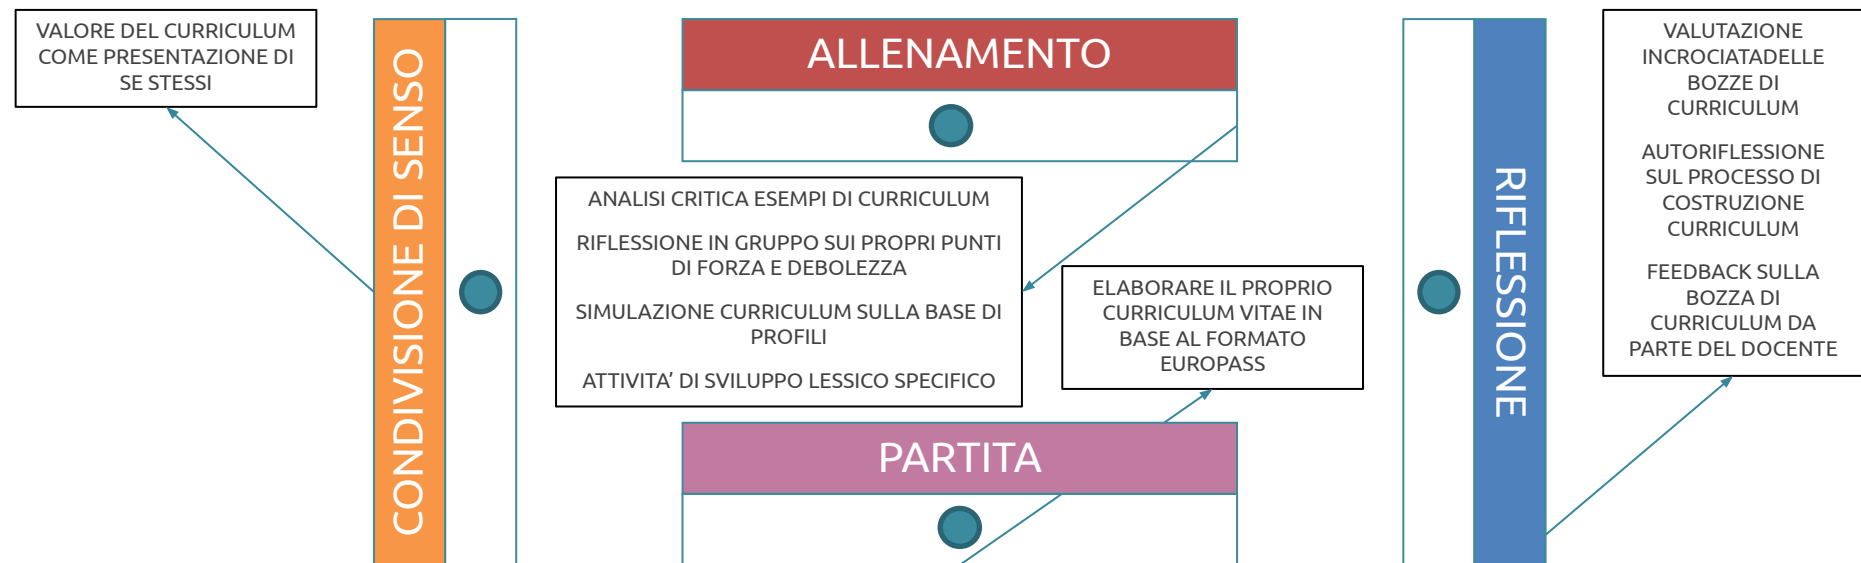 VALORE DEL CURRICULUM
COME PRESENTAZIONE DI
SE STESSI
CONDIVISIONE DI SENSO
ALLENAMENTO
ANALISI CRITICA ESEMPI DI CURRICULUM
RIFLESSIONE IN GRUPPO SUI PROPRI PUNTI
DI FORZA E DEBOLEZZA
SIMULAZIONE CURRICULUM SULLA BASE DI
PROFILI
ATTIVITA’ DI SVILUPPO LESSICO SPECIFICO
PARTITA
ELABORARE IL PROPRIO
CURRICULUM VITAE IN
BASE AL FORMATO
EUROPASS
RIFLESSIONE
VALUTAZIONE
INCROCIATADELLE
BOZZE DI
CURRICULUM
AUTORIFLESSIONE
SUL PROCESSO DI
COSTRUZIONE
CURRICULUM
FEEDBACK SULLA
BOZZA DI
CURRICULUM DA
PARTE DEL DOCENTE